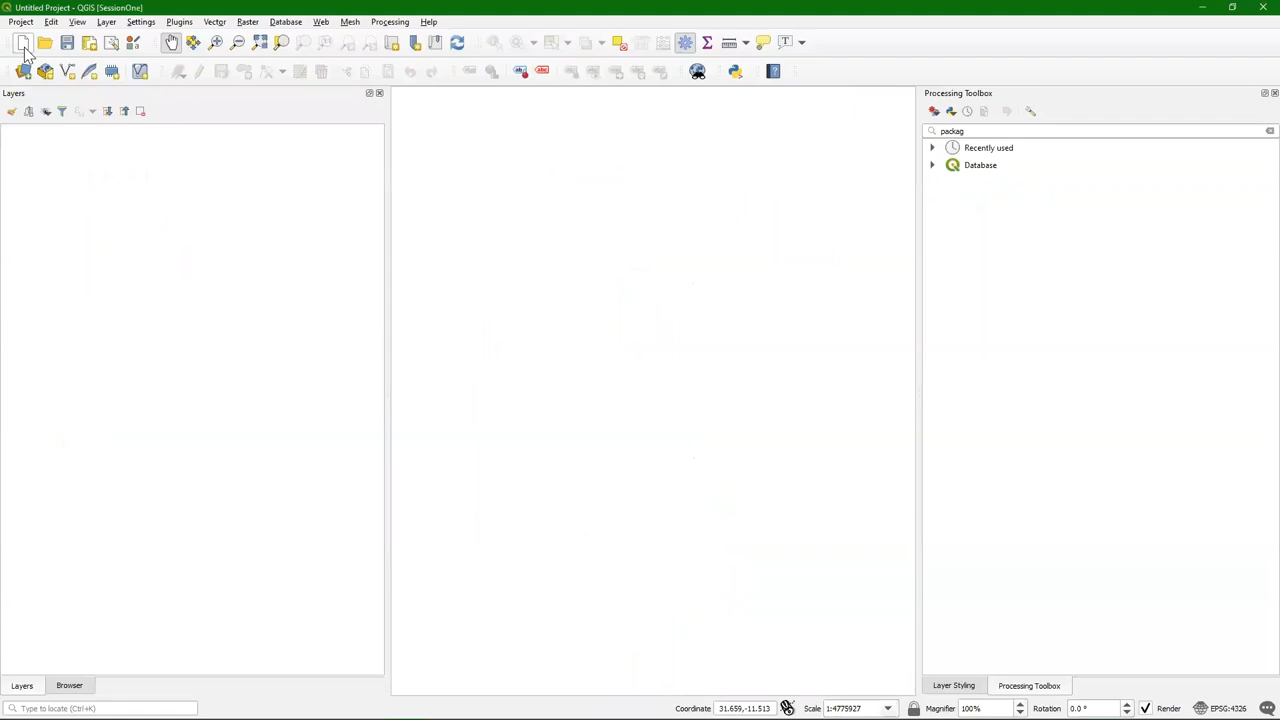 Untitled Project - QGIS [SessionOne]
Project Edit View Layer Settings Plugins Vector Raster Database Web Mesh Processing Help
Layers
Processing Toolbox
packag
Recently used
Database
Layers Browser
Layer Styling Processing Toolbox
Type to locate (Ctrl+K)
Coordinate 31.659,-11.513 Scale 1:4775927 Magnifier 100% Rotation 0.0 ° Render EPSG:4326